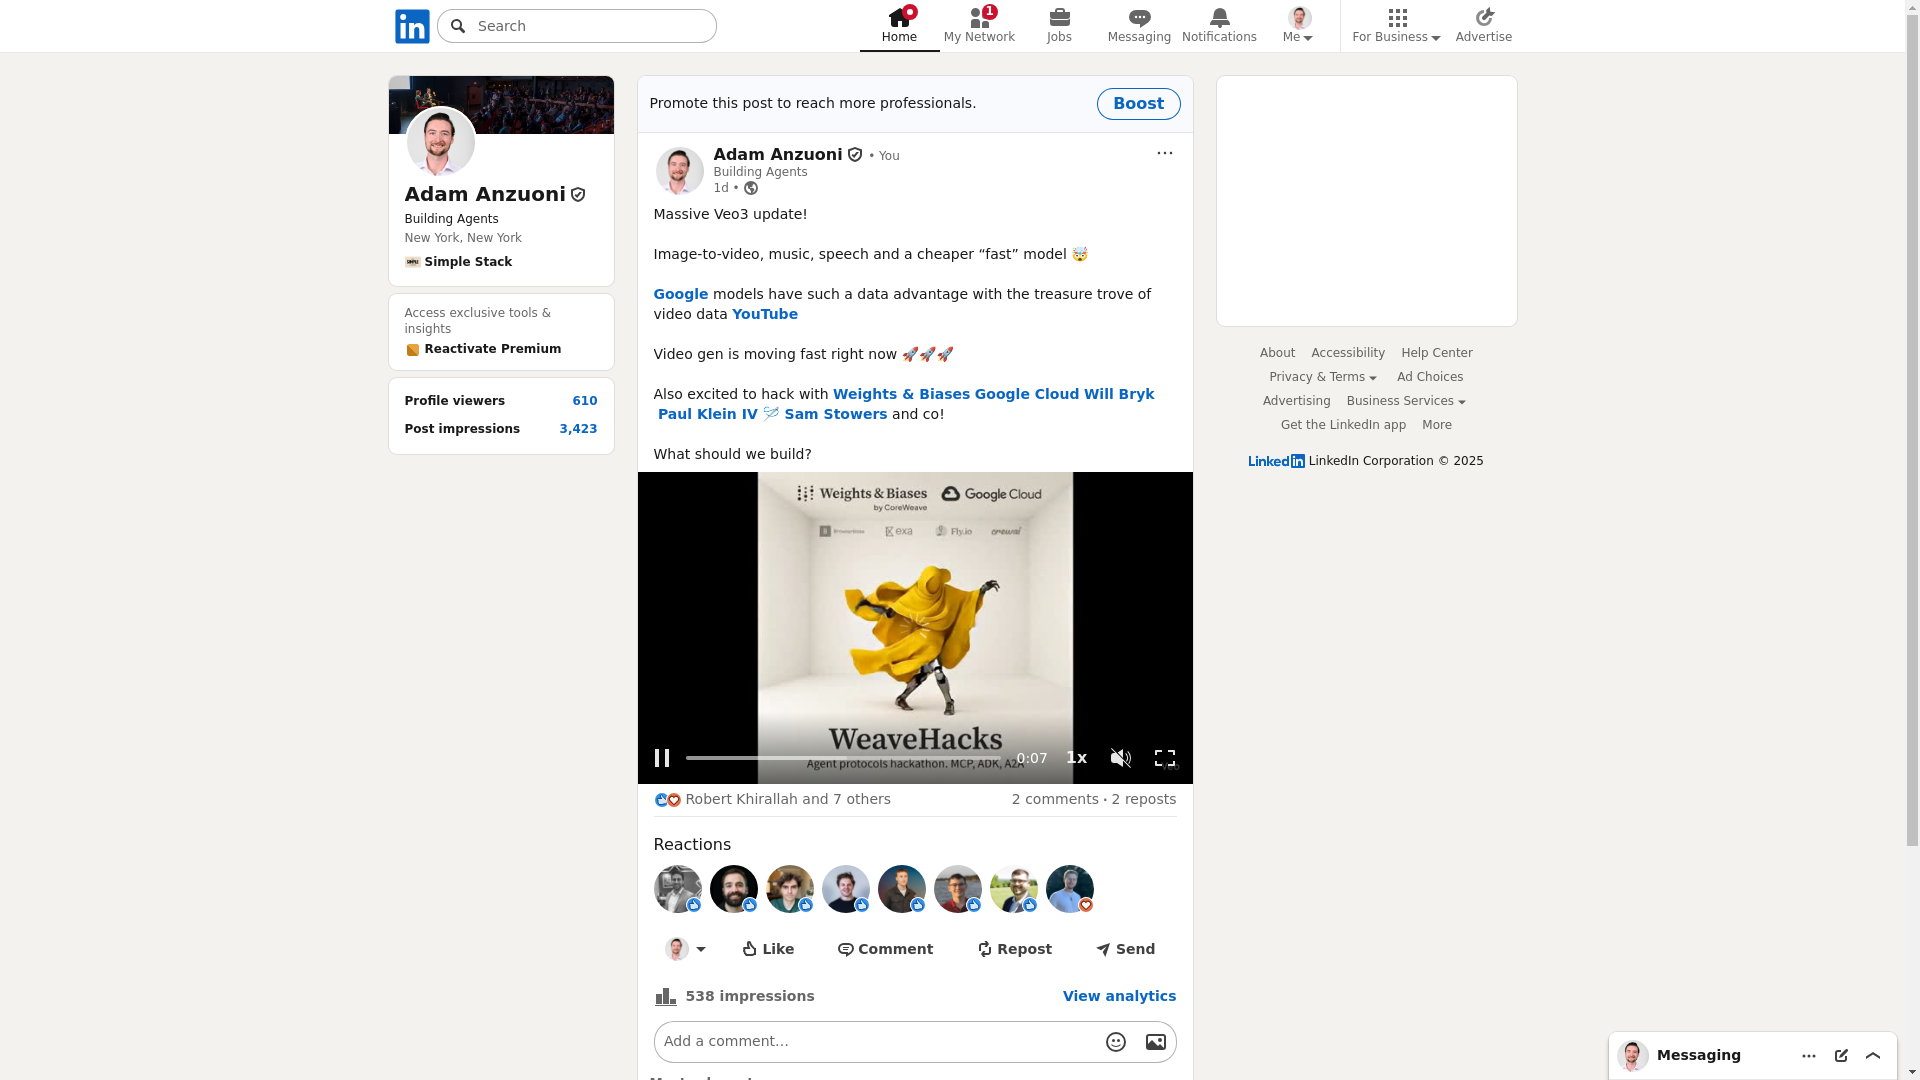 in
Search
Home
1
My Network
Jobs
Messaging
Notifications
Me
For Business
Advertise
Adam Anzuoni
Building Agents
New York, New York
Simple Stack
Access exclusive tools &
insights
Reactivate Premium
Profile viewers 610
Post impressions 3,423
Promote this post to reach more professionals.
Boost
Adam Anzuoni • You
Building Agents
1d •
Massive Veo3 update!
Image-to-video, music, speech and a cheaper “fast” model 🤯
Google models have such a data advantage with the treasure trove of
video data YouTube
Video gen is moving fast right now 🚀🚀🚀
Also excited to hack with Weights & Biases Google Cloud Will Bryk
Paul Klein IV 🪡 Sam Stowers and co!
What should we build?
Weights & Biases
by CoreWeave
Google Cloud
Browserbase exa Fly.io crewai
WeaveHacks
Agent protocols hackathon. MCP, ADK, A2A
0:07
1x
Veo
Robert Khirallah and 7 others
2 comments • 2 reposts
Reactions
Like
Comment
Repost
Send
538 impressions
View analytics
Add a comment...
About Accessibility Help Center
Privacy & Terms Ad Choices
Advertising Business Services
Get the LinkedIn app More
LinkedIn LinkedIn Corporation © 2025
Messaging